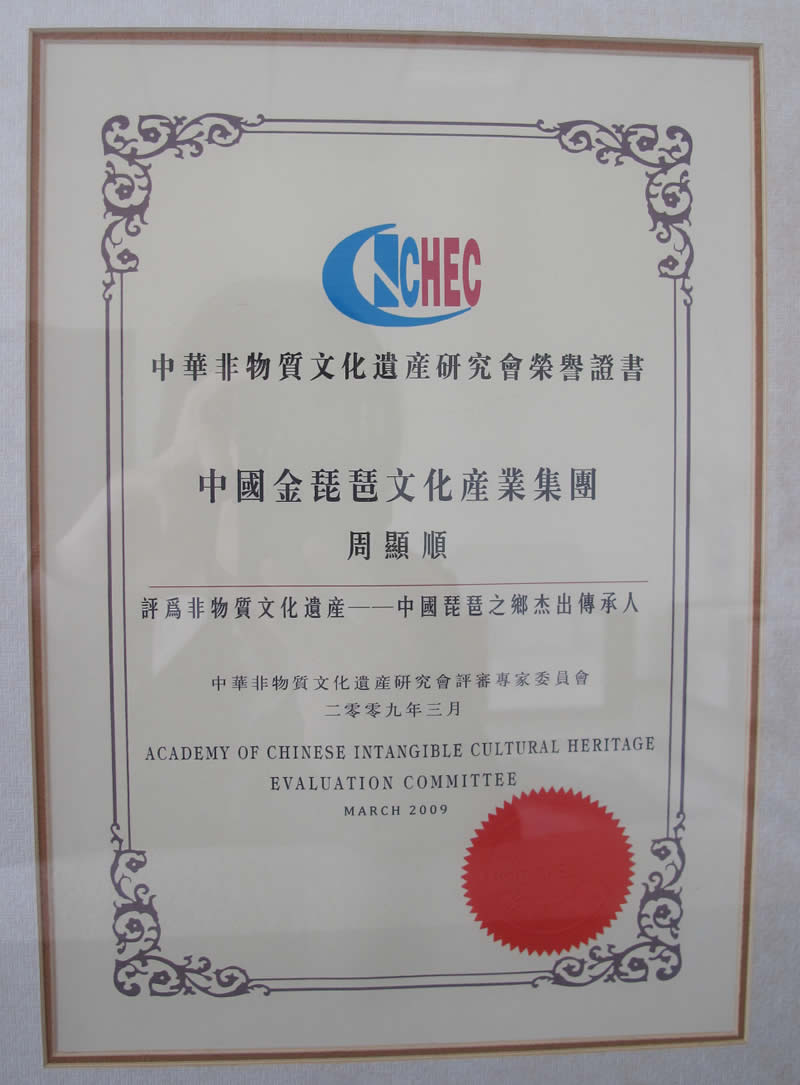 CHEC
中華非物質文化遺産研究會榮譽證書
中國金琵琶文化産業集團
周顯順
評爲非物質文化遺産——中國琵琶之鄉杰出傳承人
中華非物質文化遺産研究會評審專家委員會
二零零九年三月
ACADEMY OF CHINESE INTANGIBLE CULTURAL HERITAGE
EVALUATION COMMITTEE
MARCH 2009